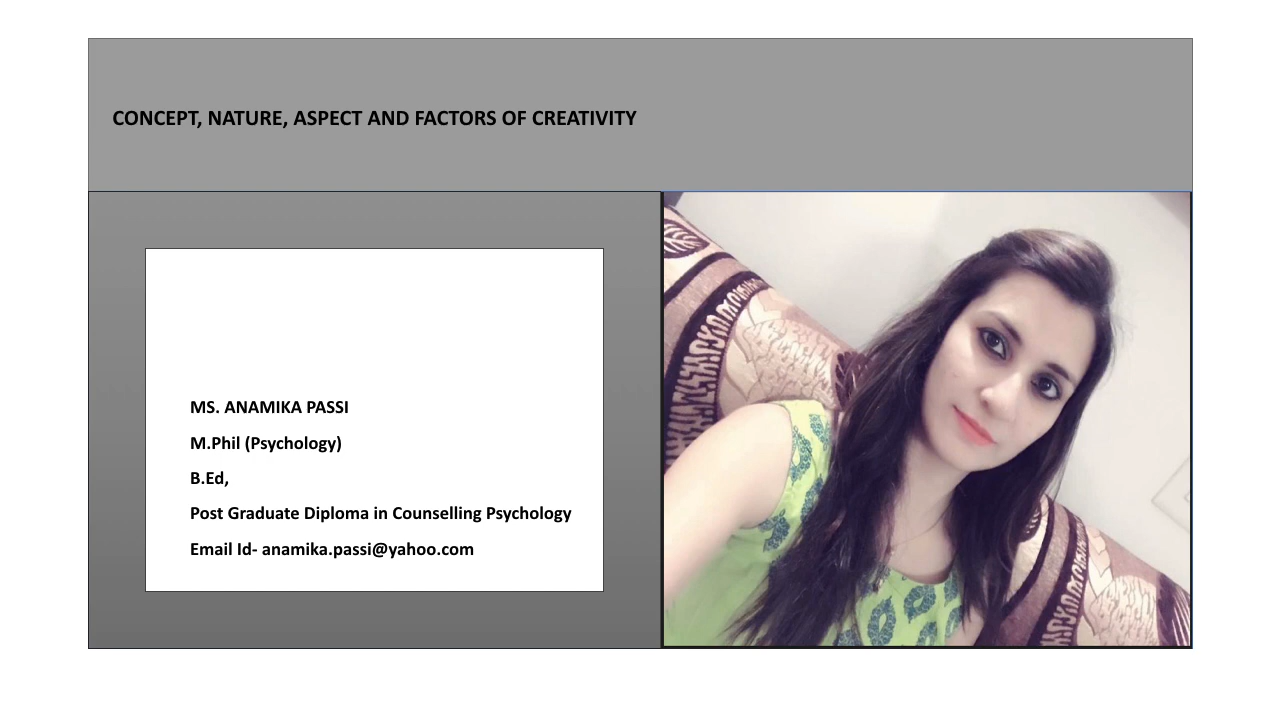 CONCEPT, NATURE, ASPECT AND FACTORS OF CREATIVITY
MS. ANAMIKA PASSI
M.Phil (Psychology)
B.Ed,
Post Graduate Diploma in Counselling Psychology
Email Id- anamika.passi@yahoo.com